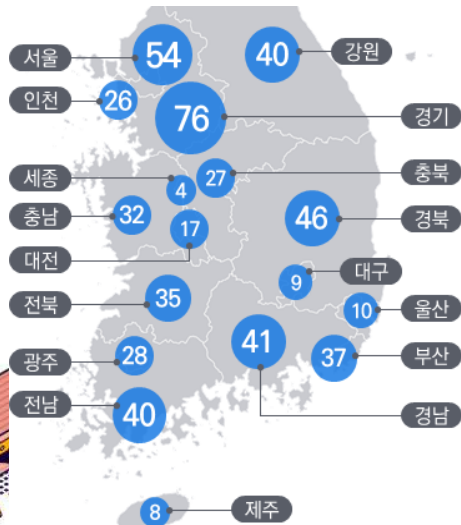 서울 54 40 강원
인천 26
76 경기
세종 4 27 충북
충남 32 17 46 경북
대전 9 대구
전북 35 10 울산
광주 28 41 37 부산
전남 40 경남
8 제주